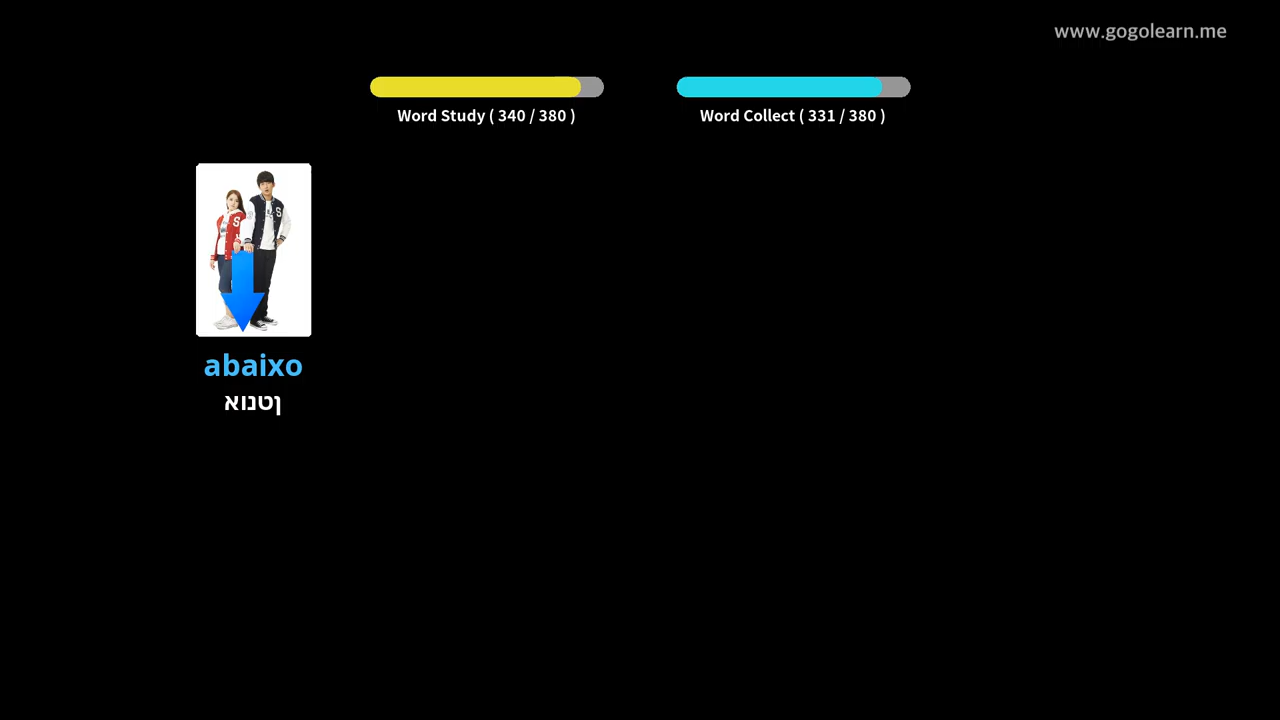 www.gogolearn.me
Word Study ( 340 / 380 )
Word Collect ( 331 / 380 )
S
S
abaixo
אונטן